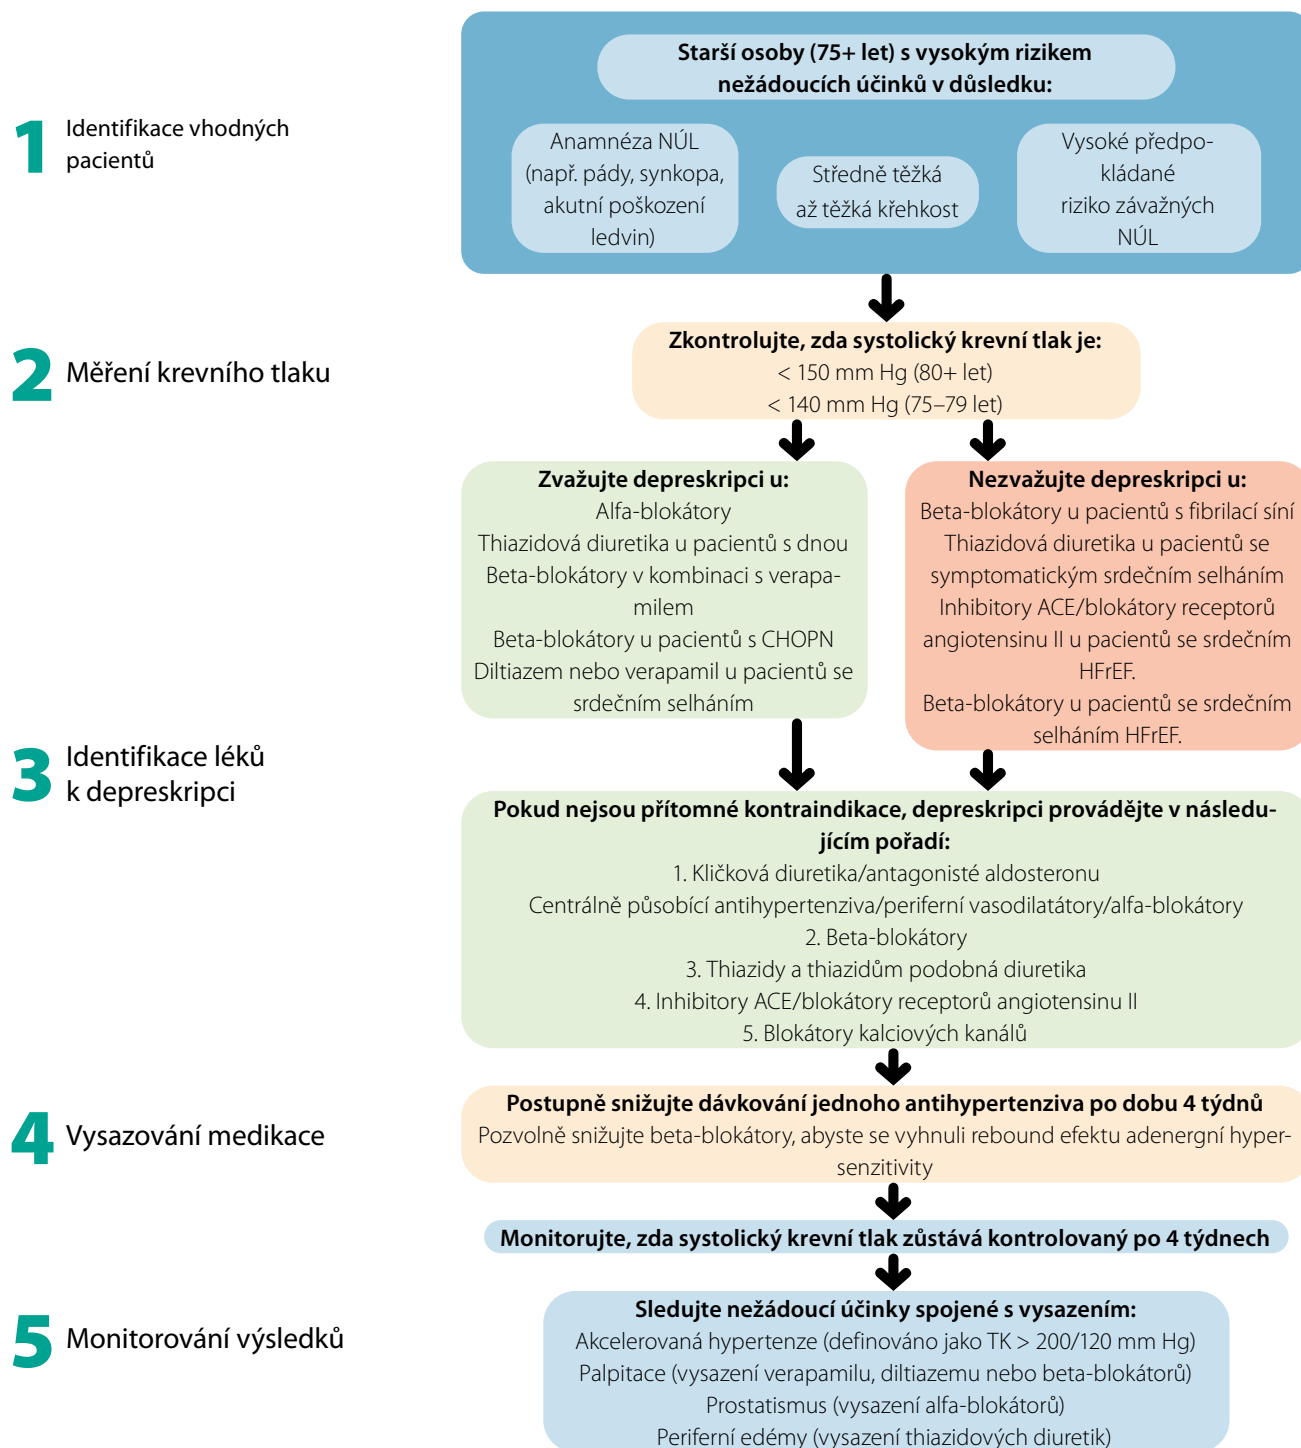 1 Identifikace vhodných
pacientů
Starší osoby (75+ let) s vysokým rizikem
nežádoucích účinků v důsledku:
Anamnéza NÚL
(např. pády, synkopa,
akutní poškození
ledvin)
Středně těžká
až těžká křehkost
Vysoké předpo-
kládané
riziko závažných
NÚL
2 Měření krevního tlaku
Zkontrolujte, zda systolický krevní tlak je:
< 150 mm Hg (80+ let)
< 140 mm Hg (75–79 let)
3 Identifikace léků
k depreskripci
Zvažujte depreskripci u:
Alfa-blokátory
Thiazidová diuretika u pacientů s dnou
Beta-blokátory v kombinaci s verapa-
milem
Beta-blokátory u pacientů s CHOPN
Diltiazem nebo verapamil u pacientů se
srdečním selháním
Nezvažujte depreskripci u:
Beta-blokátory u pacientů s fibrilací síní
Thiazidová diuretika u pacientů se
symptomatickým srdečním selháním
Inhibitory ACE/blokátory receptorů
angiotensinu II u pacientů se srdečním
HFrEF.
Beta-blokátory u pacientů se srdečním
selháním HFrEF.
Pokud nejsou přítomné kontraindikace, depreskripci provádějte v následu-
jícím pořadí:
1. Kličková diuretika/antagonisté aldosteronu
Centrálně působící antihypertenziva/periferní vasodilatátory/alfa-blokátory
2. Beta-blokátory
3. Thiazidy a thiazidům podobná diuretika
4. Inhibitory ACE/blokátory receptorů angiotensinu II
5. Blokátory kalciových kanálů
4 Vysazování medikace
Postupně snižujte dávkování jednoho antihypertenziva po dobu 4 týdnů
Pozvolně snižujte beta-blokátory, abyste se vyhnuli rebound efektu adenergní hyper-
senzitivity
5 Monitorování výsledků
Monitorujte, zda systolický krevní tlak zůstává kontrolovaný po 4 týdnech
Sledujte nežádoucí účinky spojené s vysazením:
Akcelerovaná hypertenze (definováno jako TK > 200/120 mm Hg)
Palpitace (vysazení verapamilu, diltiazemu nebo beta-blokátorů)
Prostatismus (vysazení alfa-blokátorů)
Periferní edémy (vysazení thiazidových diuretik)